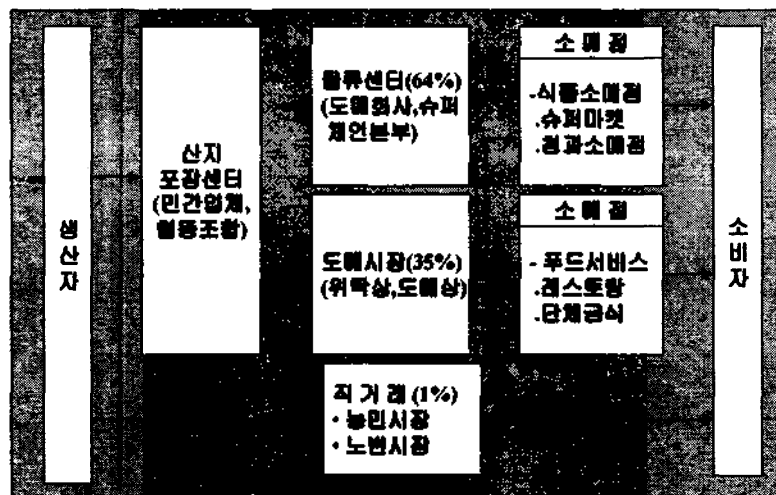 생산자
산지
포장센터
(민간업체,
협동조합)
물류센터(64%)
(도매회사,슈퍼
체인본부)
도매시장(35%)
(위탁상,도매상)
직거래(1%)
· 농민시장
· 노변시장
소매점
-식품소매점
.슈퍼마켓
.청과소매점
소매점
- 푸드서비스
.레스토랑
.단체급식
소비자